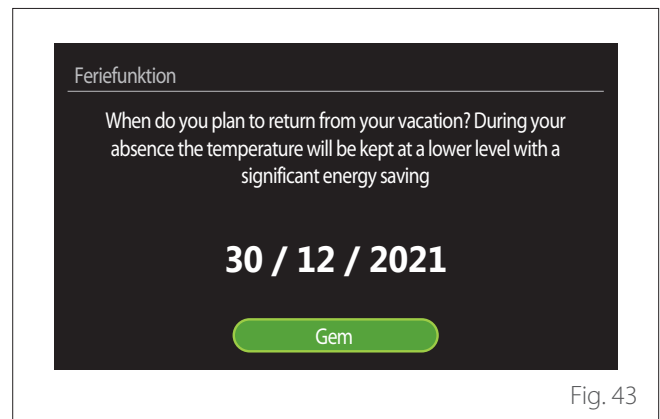 Feriefunktion
When do you plan to return from your vacation? During your
absence the temperature will be kept at a lower level with a
significant energy saving
30 / 12 / 2021
Gem
Fig. 43